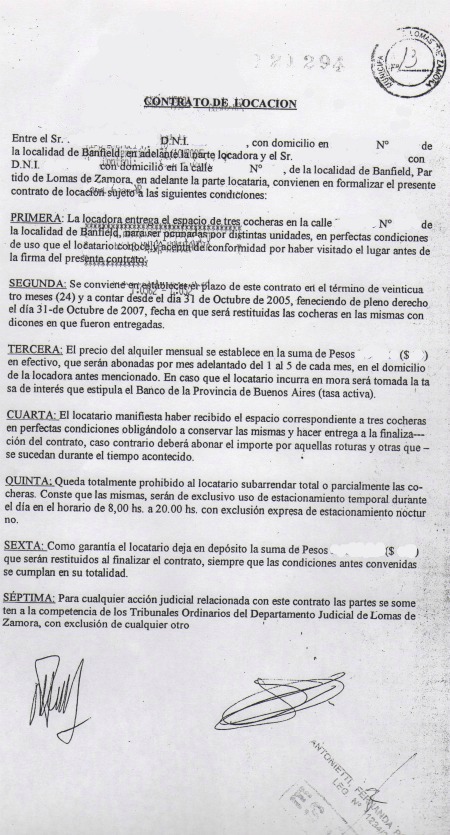 121294
LOMAS DE ZAMORA
MUNICIPA
13
CONTRATO DE LOCACION
Entre el Sr. . D.N.I. , con domicilio en Nº de
la localidad de Banfield, en adelante la parte locadora y el Sr. con
D.N.I. con domicilio en la calle Nº , de la localidad de Banfield, Par
tido de Lomas de Zamora, en adelante la parte locataria, convienen en formalizar el presente
contrato de locación sujeto a las siguientes condiciones:
PRIMERA: La locadora entrega el espacio de tres cocheras en la calle Nº de
la localidad de Banfield, para ser ocupadas por distintas unidades, en perfectas condiciones
de uso que el locatario conoce y acepta de conformidad por haber visitado el lugar antes de
la firma del presente contrato.
SEGUNDA: Se conviene en establecer el plazo de este contrato en el término de veinticua
tro meses (24) y a contar desde el día 31 de Octubre de 2005, feneciendo de pleno derecho
el día 31-de Octubre de 2007, fecha en que será restituidas las cocheras en las mismas con
dicones en que fueron entregadas.
TERCERA: El precio del alquiler mensual se establece en la suma de Pesos ($ )
en efectivo, que serán abonadas por mes adelantado del 1 al 5 de cada mes, en el domicilio
de la locadora antes mencionado. En caso que el locatario incurra en mora será tomada la ta
sa de interés que estipula el Banco de la Provincia de Buenos Aires (tasa activa).
CUARTA: El locatario manifiesta haber recibido el espacio correspondiente a tres cocheras
en perfectas condiciones obligándolo a conservar las mismas y hacer entrega a la finaliza---
ción del contrato, caso contrario deberá abonar el importe por aquellas roturas y otras que –
se sucedan durante el tiempo acontecido.
QUINTA: Queda totalmente prohibido al locatario subarrendar total o parcialmente las co-
cheras. Conste que las mismas, serán de exclusivo uso de estacionamiento temporal durante
el día en el horario de 8,00 hs. a 20.00 hs. con exclusión expresa de estacionamiento noctur
no.
SEXTA: Como garantía el locatario deja en depósito la suma de Pesos ($ )
que serán restituidos al finalizar el contrato, siempre que las condiciones antes convenidas
se cumplan en su totalidad.
SÉPTIMA: Para cualquier acción judicial relacionada con este contrato las partes se some
ten a la competencia de los Tribunales Ordinarios del Departamento Judicial de Lomas de
Zamora, con exclusión de cualquier otro
ANTONIETTI, FERNANDA
LEG. Nº